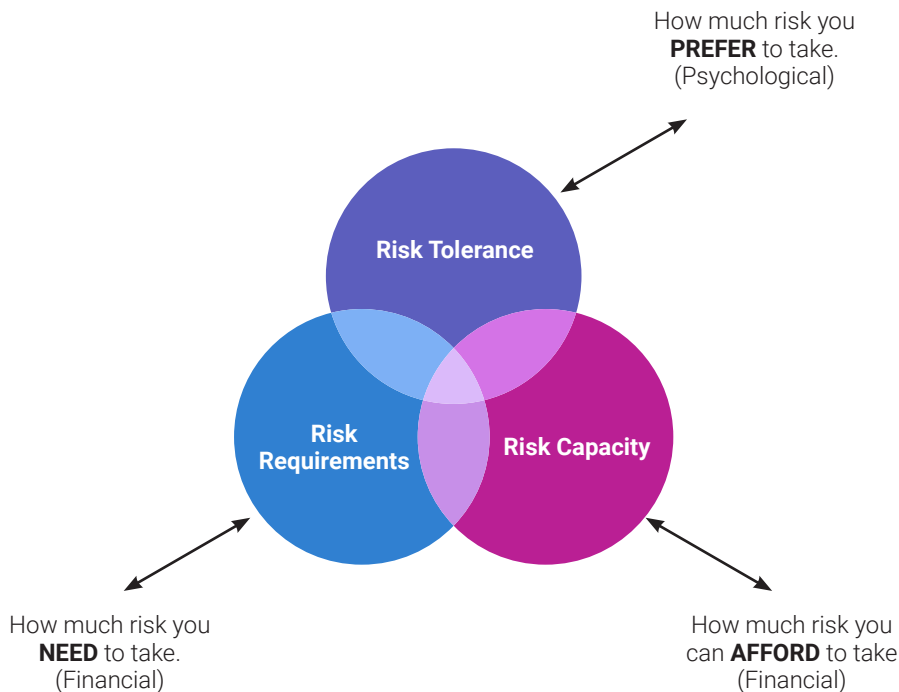 How much risk you
PREFER to take.
(Psychological)
Risk Tolerance
Risk
Requirements
Risk Capacity
How much risk you
NEED to take.
(Financial)
How much risk you
can AFFORD to take
(Financial)